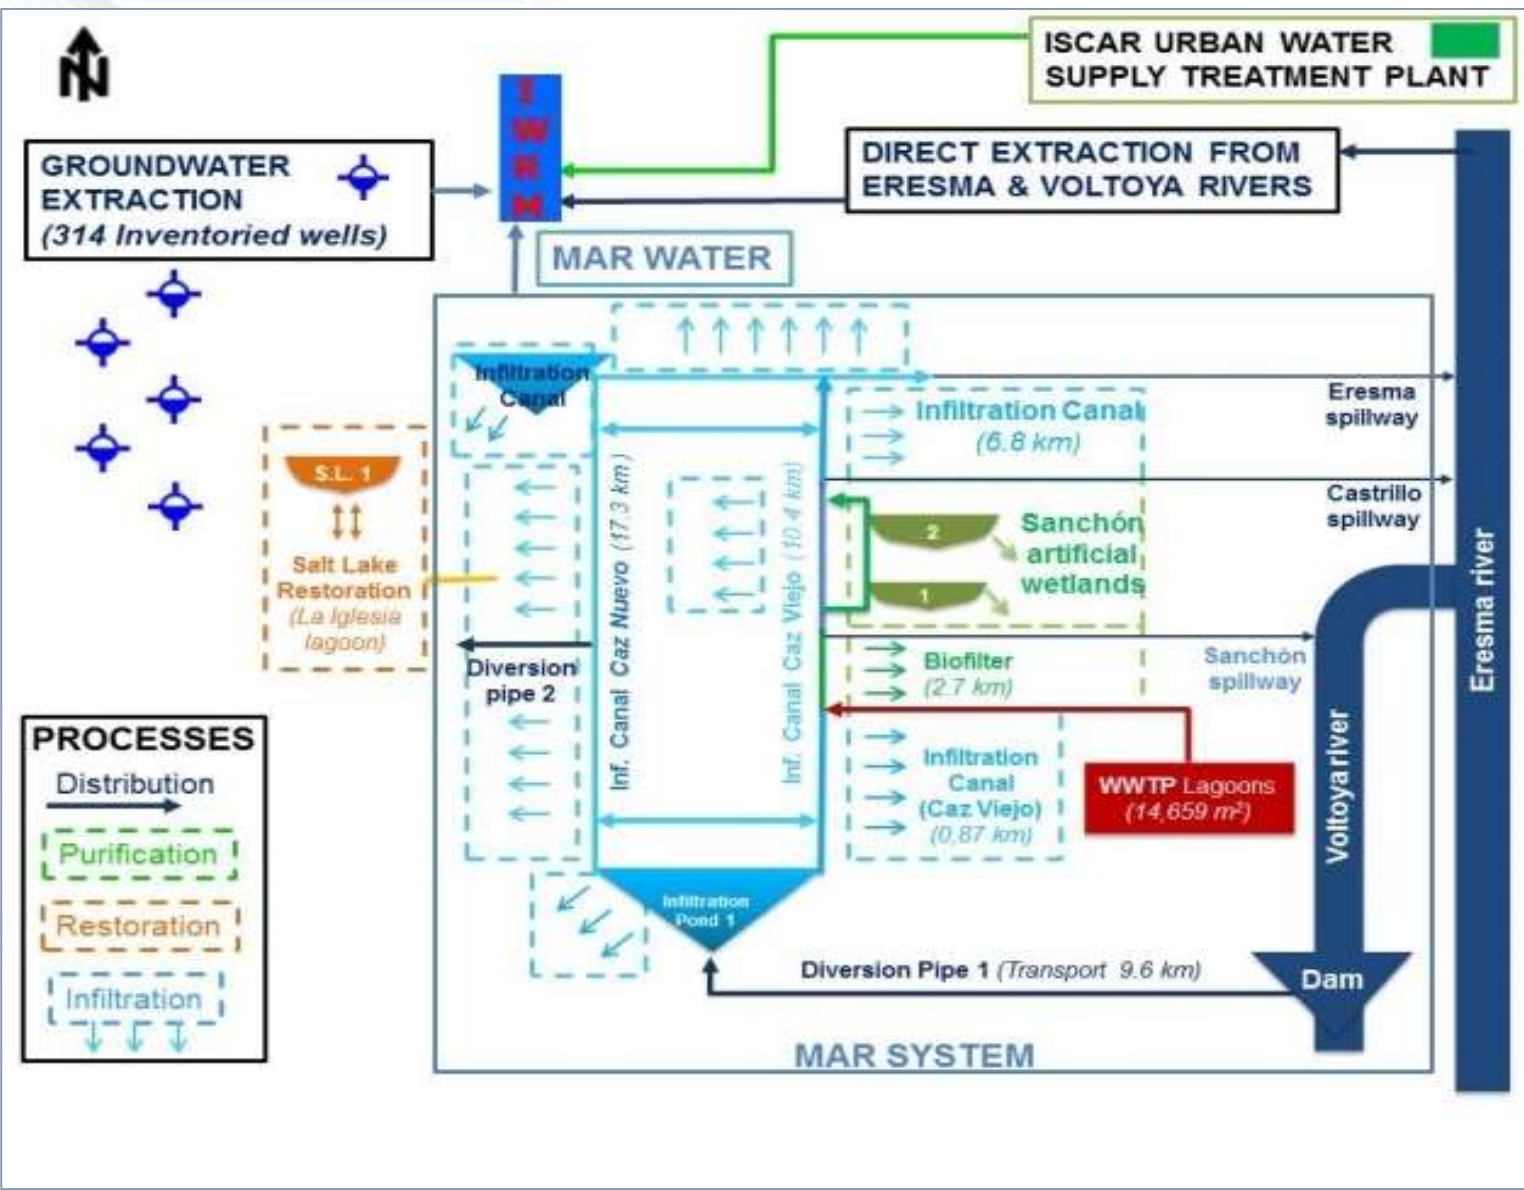 N
ISCAR URBAN WATER
SUPPLY TREATMENT PLANT
I
W
R
M
GROUNDWATER
EXTRACTION
(314 Inventoried wells)
DIRECT EXTRACTION FROM
ERESMA & VOLTOYA RIVERS
MAR WATER
Infiltration
Canal
Eresma
spillway
Infiltration Canal
(6.8 km)
S.L. 1
Salt Lake
Restoration
(La Iglesia
lagoon)
Inf. Canal Caz Nuevo (17.3 km)
Inf. Canal Caz Viejo (10.4 km)
Castrillo
spillway
2
1
Sanchón
artificial
wetlands
Diversion
pipe 2
Biofilter
(2.7 km)
Sanchón
spillway
Eresma river
Voltoya river
PROCESSES
Distribution
Purification
Restoration
Infiltration
Infiltration
Canal
(Caz Viejo)
(0,87 km)
WWTP Lagoons
(14,659 m²)
Infiltration
Pond 1
Diversion Pipe 1 (Transport 9.6 km)
Dam
MAR SYSTEM